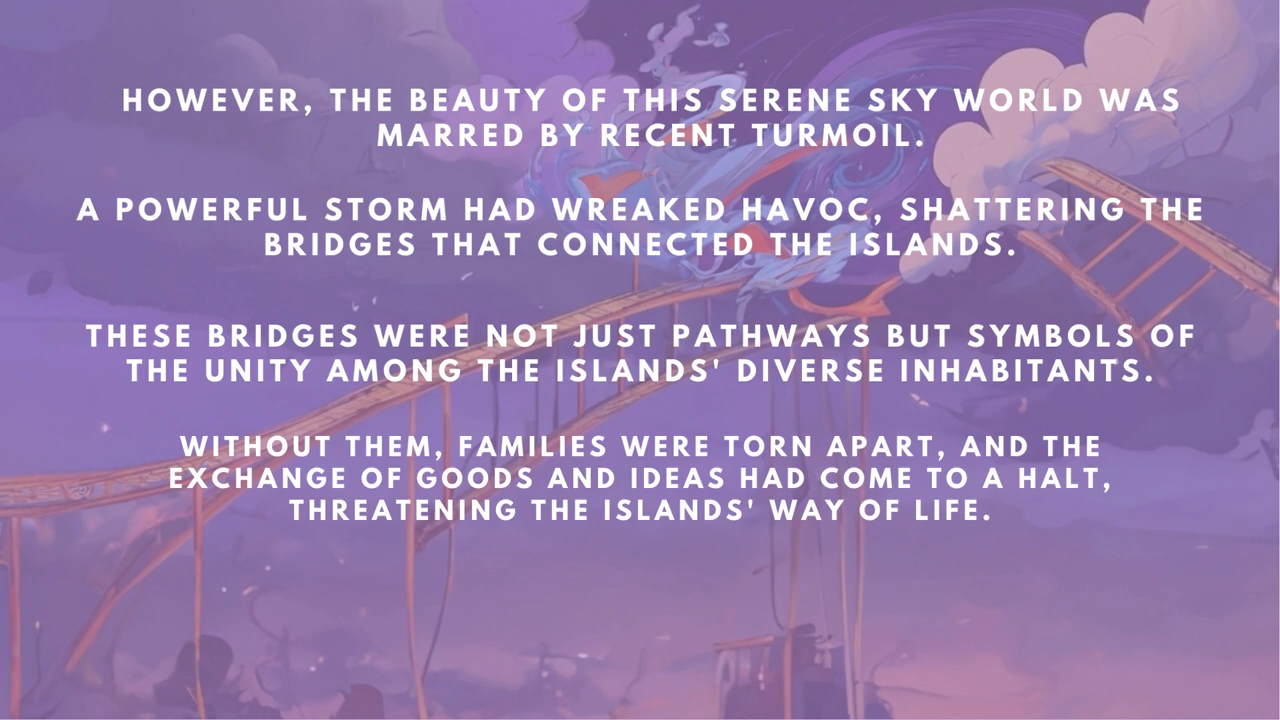 HOWEVER, THE BEAUTY OF THIS SERENE SKY WORLD WAS
MARRED BY RECENT TURMOIL.
A POWERFUL STORM HAD WREAKED HAVOC, SHATTERING THE
BRIDGES THAT CONNECTED THE ISLANDS.
THESE BRIDGES WERE NOT JUST PATHWAYS BUT SYMBOLS OF
THE UNITY AMONG THE ISLANDS' DIVERSE INHABITANTS.
WITHOUT THEM, FAMILIES WERE TORN APART, AND THE
EXCHANGE OF GOODS AND IDEAS HAD COME TO A HALT,
THREATENING THE ISLANDS' WAY OF LIFE.